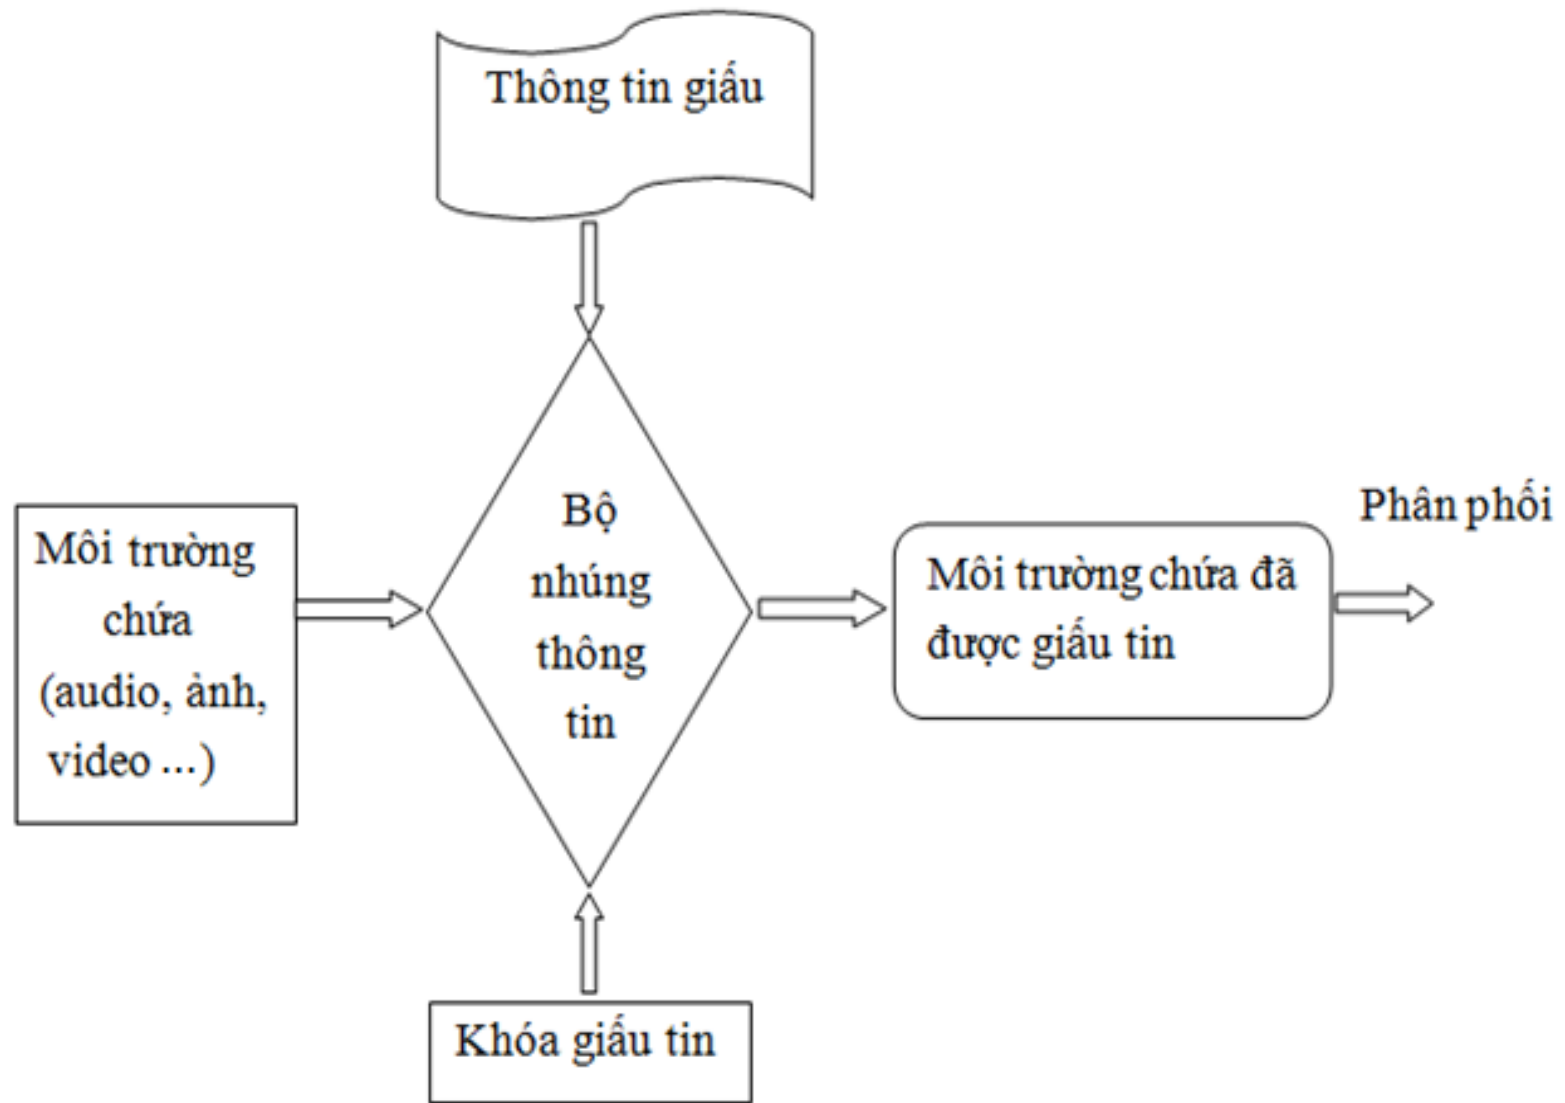 Thông tin giấu
Môi trường
chứa
(audio, ảnh,
video ...)
Bộ
nhúng
thông
tin
Môi trường chứa đã
được giấu tin
Phân phối
Khóa giấu tin